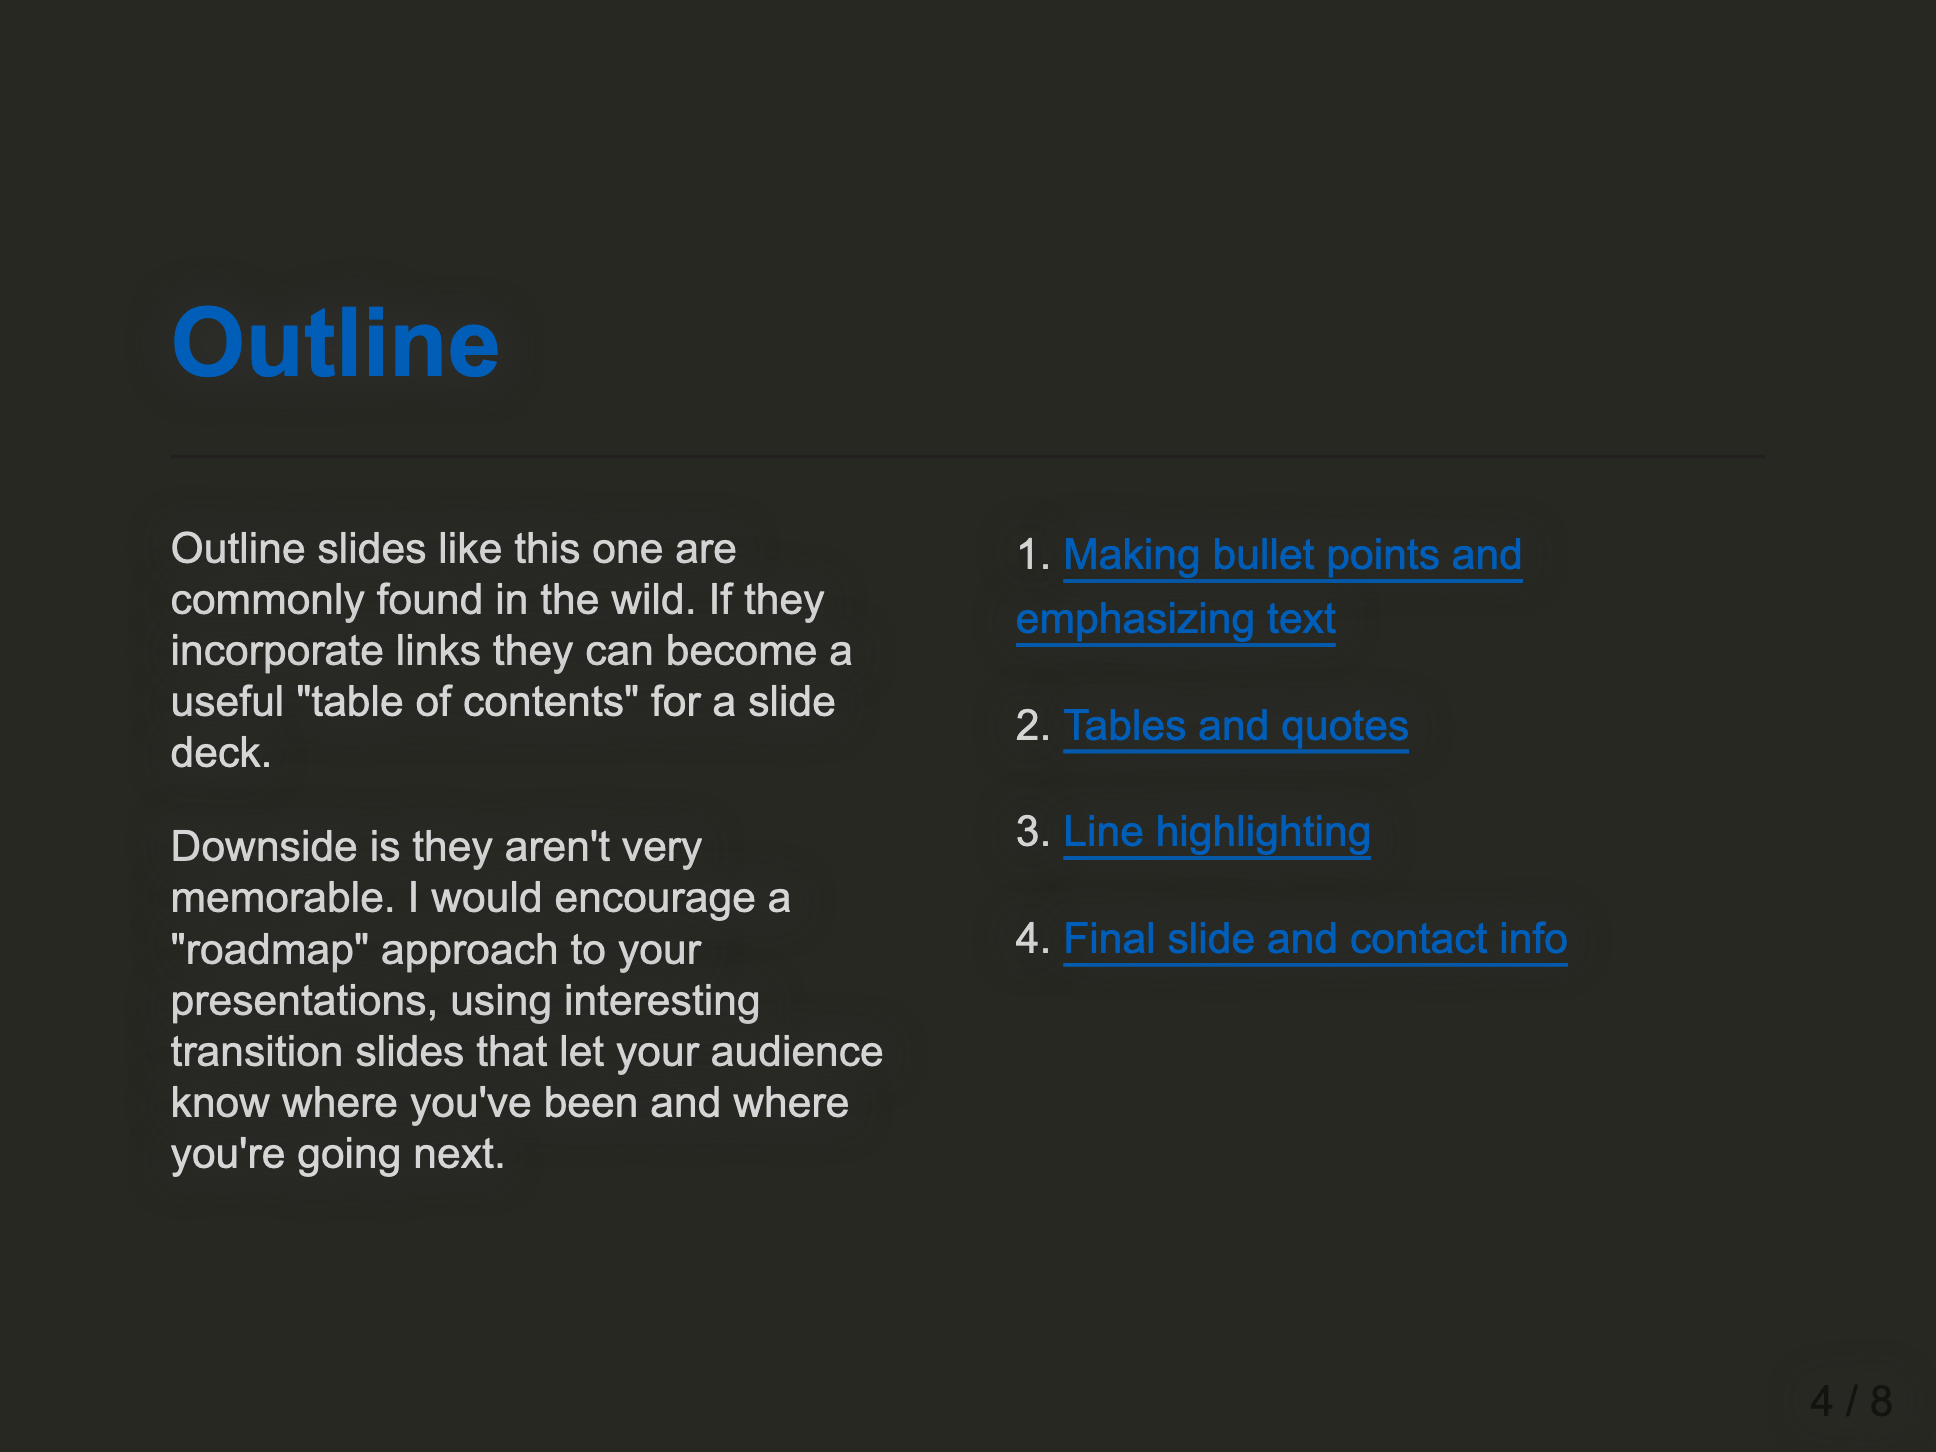 Outline
Outline slides like this one are
commonly found in the wild. If they
incorporate links they can become a
useful "table of contents" for a slide
deck.
Downside is they aren't very
memorable. I would encourage a
"roadmap" approach to your
presentations, using interesting
transition slides that let your audience
know where you've been and where
you're going next.
1. Making bullet points and
emphasizing text
2. Tables and quotes
3. Line highlighting
4. Final slide and contact info
4 / 8